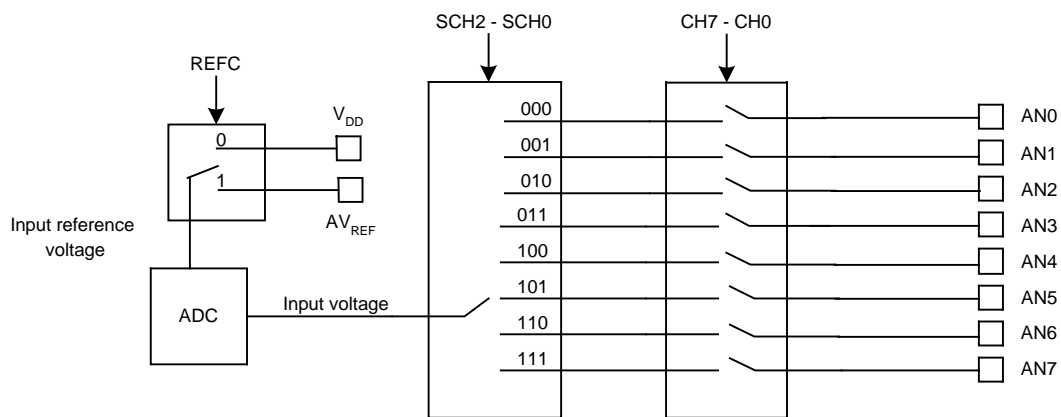 SCH2 - SCH0
CH7 - CH0
REFC
V_DD
0
1
AV_REF
Input reference
voltage
ADC
Input voltage
000
001
010
011
100
101
110
111
AN0
AN1
AN2
AN3
AN4
AN5
AN6
AN7